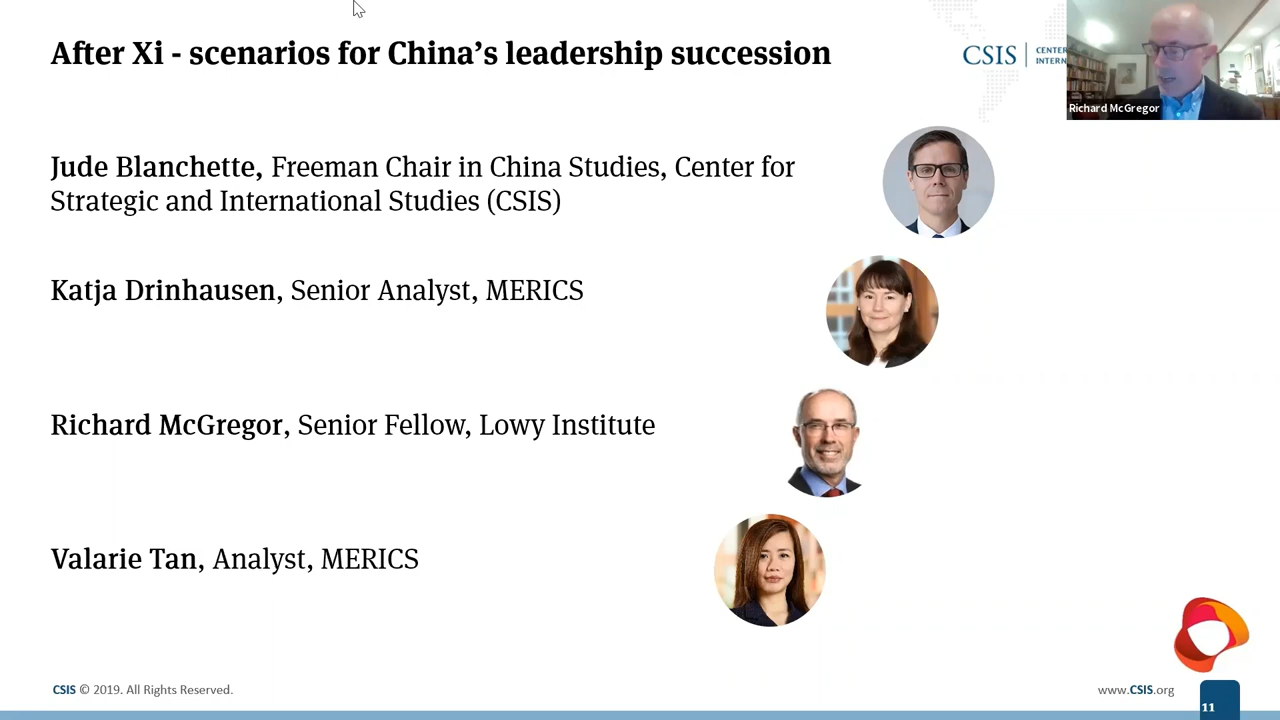 After Xi - scenarios for China's leadership succession
CSIS
CENTER
INTERN
Richard McGregor
Jude Blanchette, Freeman Chair in China Studies, Center for
Strategic and International Studies (CSIS)
Katja Drinhausen, Senior Analyst, MERICS
Richard McGregor, Senior Fellow, Lowy Institute
Valarie Tan, Analyst, MERICS
CSIS © 2019. All Rights Reserved.
www.CSIS.org
11